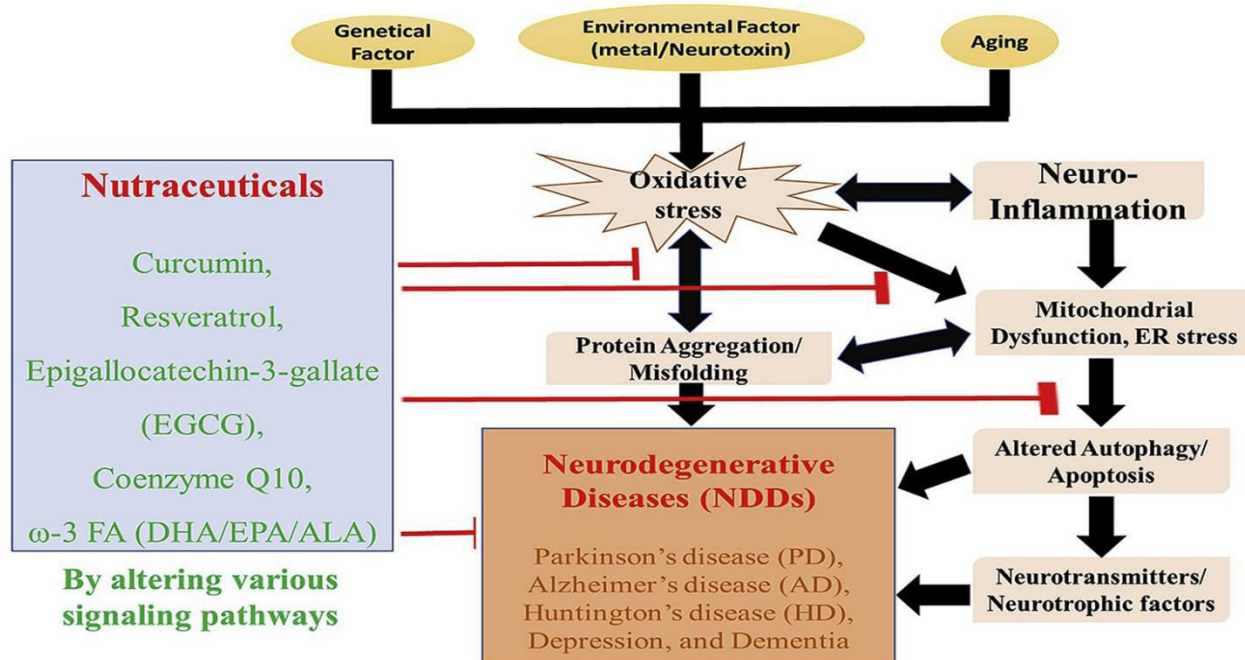 Genetical
Factor
Environmental Factor
(metal/Neurotoxin)
Aging
Nutraceuticals
Curcumin,
Resveratrol,
Epigallocatechin-3-gallate
(EGCG),
Coenzyme Q10,
ω-3 FA (DHA/EPA/ALA)
By altering various
signaling pathways
Oxidative
stress
Neuro-
Inflammation
Protein Aggregation/
Misfolding
Mitochondrial
Dysfunction, ER stress
Altered Autophagy/
Apoptosis
Neurotransmitters/
Neurotrophic factors
Neurodegenerative
Diseases (NDDs)
Parkinson’s disease (PD),
Alzheimer’s disease (AD),
Huntington’s disease (HD),
Depression, and Dementia